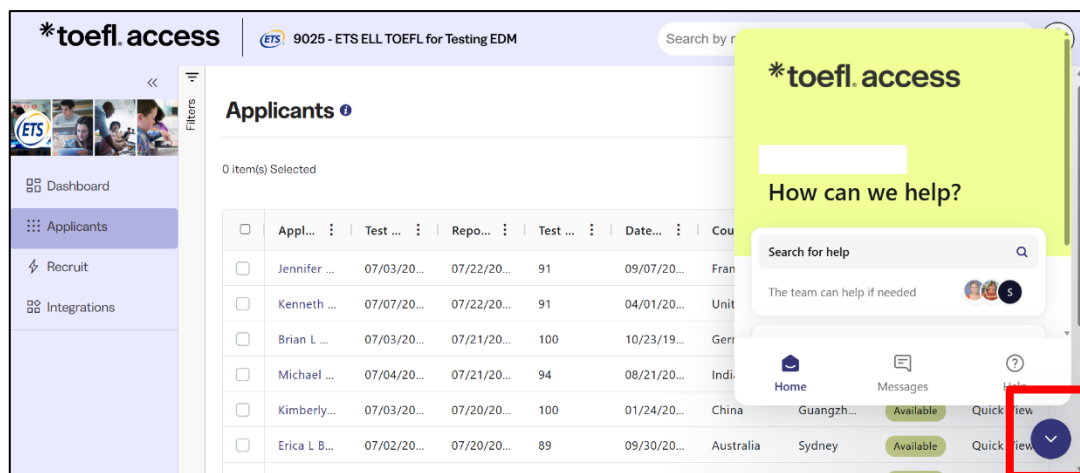 *toefl. access
ETS 9025 - ETS ELL TOEFL for Testing EDM
Search by
*toefl. access
How can we help?
Search for help
The team can help if needed
S
Home
Messages
Help
«
Filters
ETS
Dashboard
Applicants
Recruit
Integrations
Applicants i
0 item(s) Selected
Appl... Test ... Repo... Test ... Date... Cou
Jennifer ... 07/03/20... 07/22/20... 91 09/07/20... Fran
Kenneth ... 07/07/20... 07/22/20... 91 04/01/20... Unit
Brian L ... 07/03/20... 07/21/20... 100 10/23/19... Gerr
Michael ... 07/04/20... 07/21/20... 94 08/21/20... Indi
Kimberly... 07/03/20... 07/20/20... 100 01/24/20... China Guangzh... Available Quick View
Erica L B... 07/02/20... 07/20/20... 89 09/30/20... Australia Sydney Available Quick View